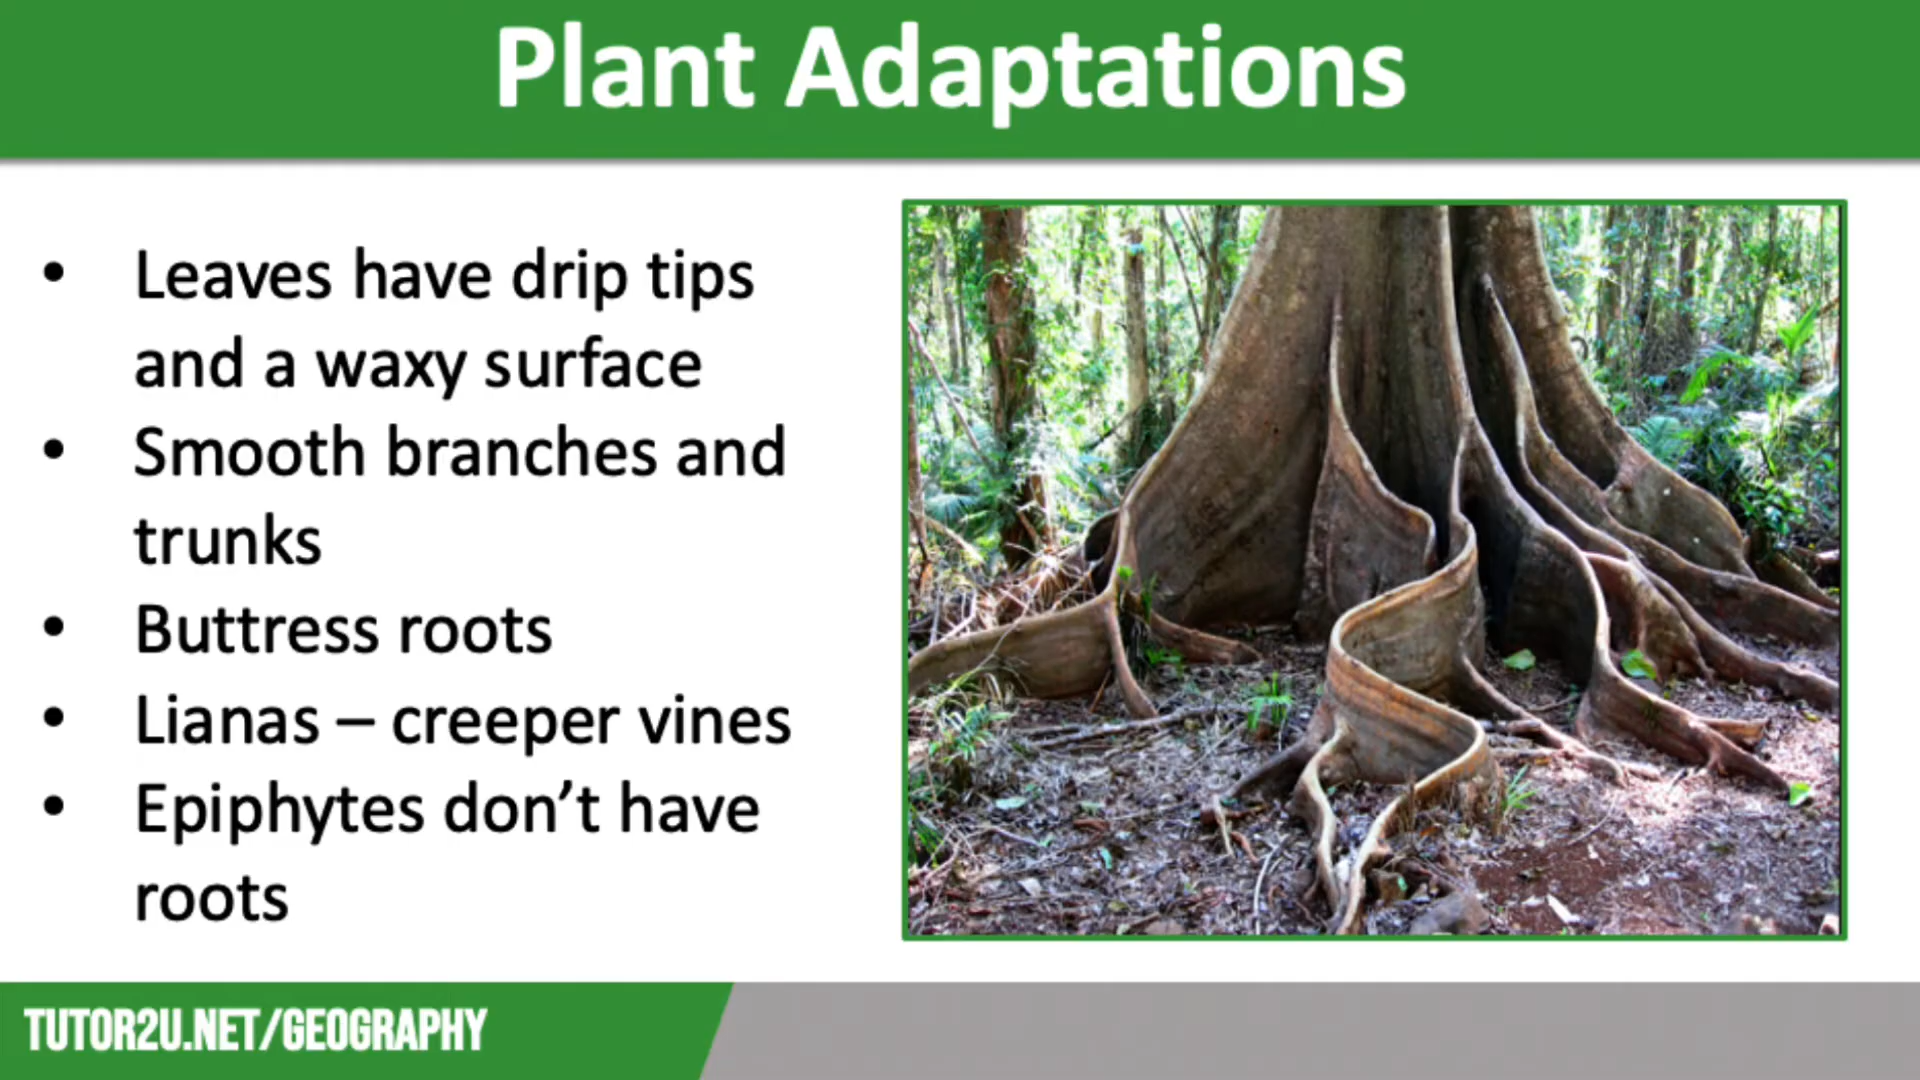 Plant Adaptations
• Leaves have drip tips
and a waxy surface
• Smooth branches and
trunks
• Buttress roots
• Lianas – creeper vines
• Epiphytes don’t have
roots
TUTOR2U.NET/GEOGRAPHY